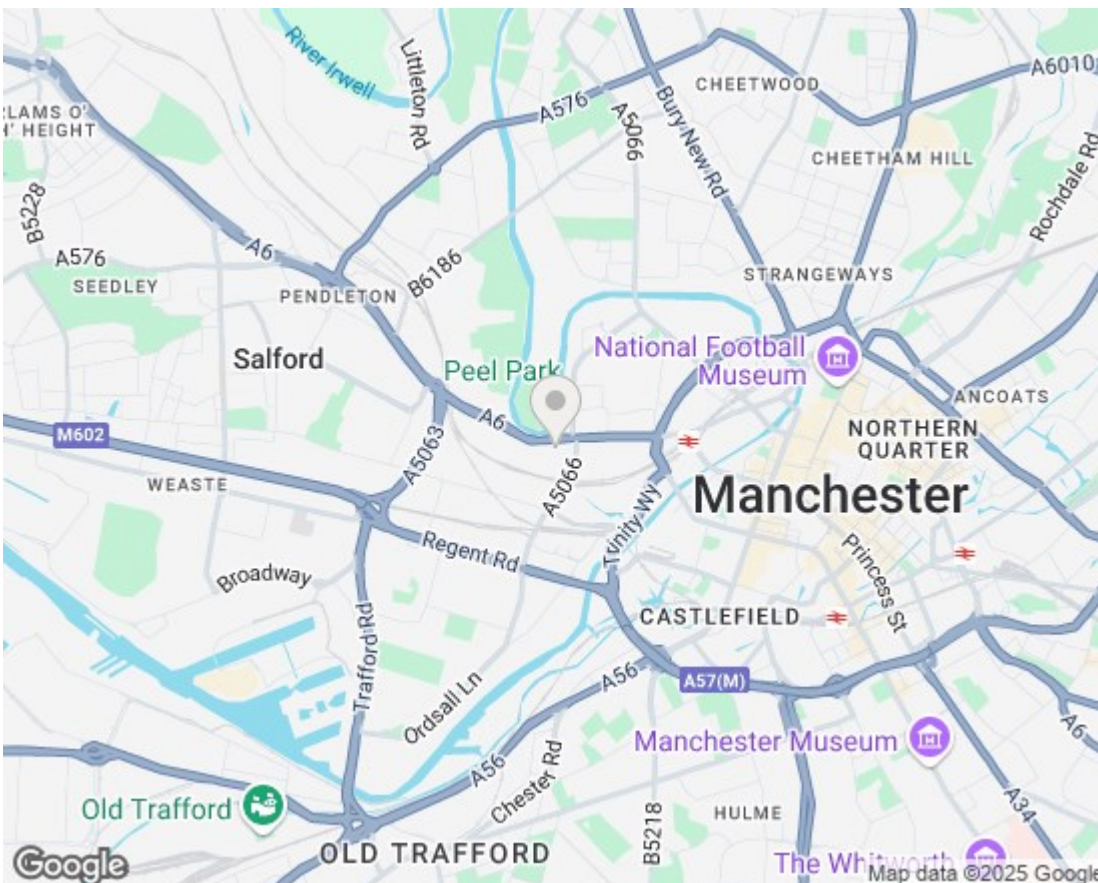 River Irwell
Littleton Rd
CHEETWOOD
A6010
A576
A5066
Bury New Rd
RLAMS O'
H' HEIGHT
CHEETHAM HILL
Rochdale Rd
B5228
A6
A576
SEEDLEY
B6186
PENDLETON
STRANGEWAYS
Salford
National Football
Museum
Peel Park
ANCOATS
A6
NORTHERN
QUARTER
M602
A5063
WEASTE
A5066
Manchester
Trinity Wy
Regent Rd
Princess St
Broadway
CASTLEFIELD
Trafford Rd
A56
A57(M)
Ordsall Ln
A6
Manchester Museum
A56
Chester Rd
A34
Old Trafford
B5218
HULME
OLD TRAFFORD
The Whitworth
Google
Map data ©2025 Google